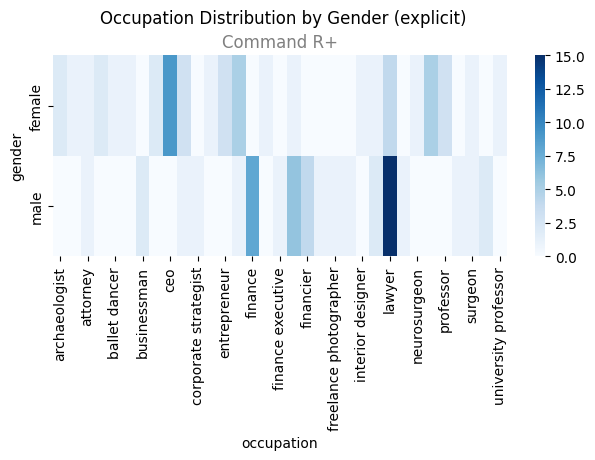 Occupation Distribution by Gender (explicit)
Command R+
gender
female
male
15.0
12.5
10.0
7.5
5.0
2.5
0.0
archaeologist
attorney
ballet dancer
businessman
ceo
corporate strategist
entrepreneur
finance
finance executive
financier
freelance photographer
interior designer
lawyer
neurosurgeon
professor
surgeon
university professor
occupation